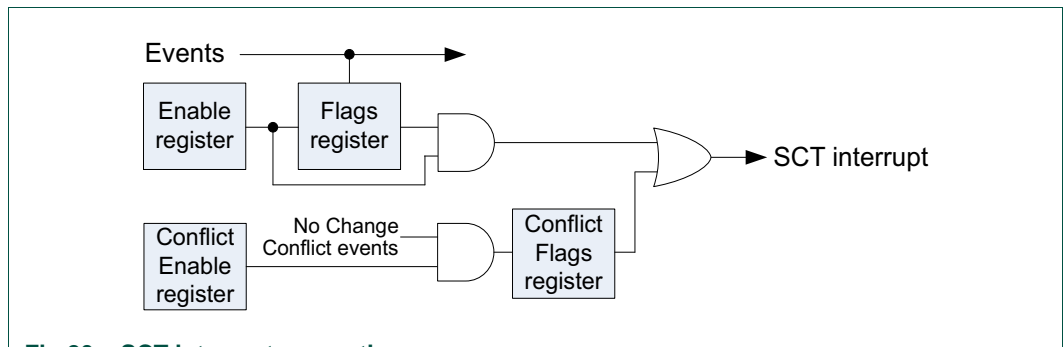 Events
Enable
register
Flags
register
SCT interrupt
No Change
Conflict events
Conflict
Enable
register
Conflict
Flags
register